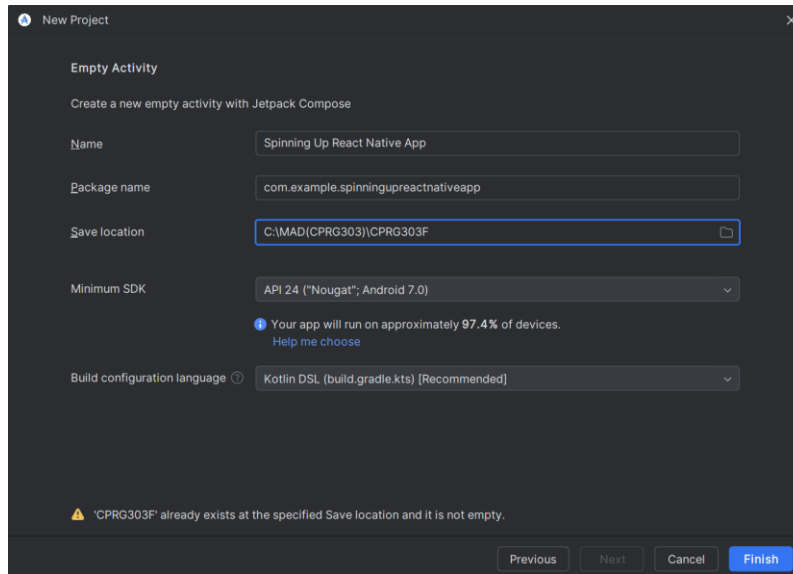 New Project
Empty Activity
Create a new empty activity with Jetpack Compose
Name
Spinning Up React Native App
Package name
com.example.spinningupreactnativeapp
Save location
C:\MAD(CPRG303)\CPRG303F
Minimum SDK
API 24 ("Nougat"; Android 7.0)
Your app will run on approximately 97.4% of devices.
Help me choose
Build configuration language
Kotlin DSL (build.gradle.kts) [Recommended]
'CPRG303F' already exists at the specified Save location and it is not empty.
Previous
Next
Cancel
Finish